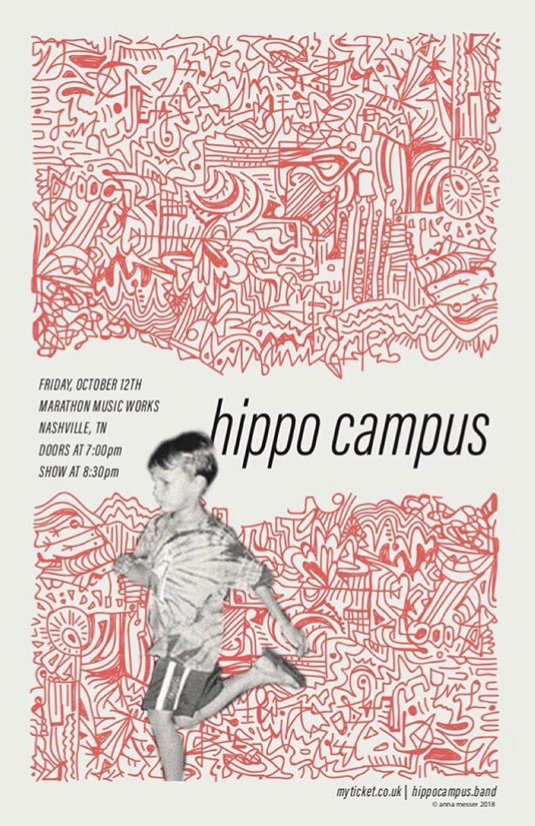 FRIDAY, OCTOBER 12TH
MARATHON MUSIC WORKS
NASHVILLE, TN
DOORS AT 7:00pm
SHOW AT 8:30pm
hippo campus
myticket.co.uk | hippocampus.band
© anna messer 2018